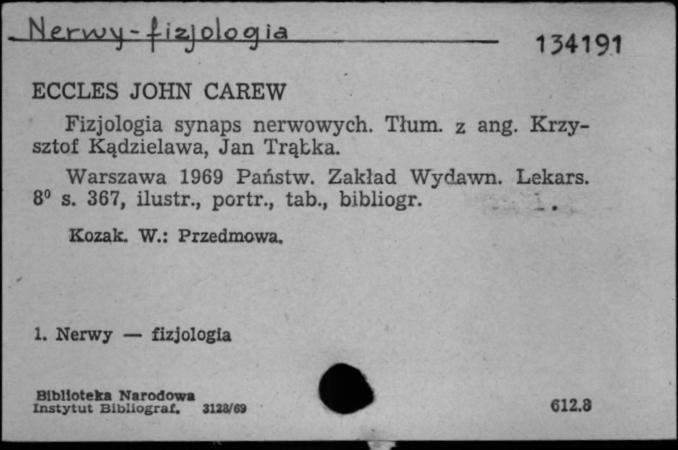 Nerwy-fizjologia
134191
ECCLES JOHN CAREW
Fizjologia synaps nerwowych. Tłum. z ang. Krzy-
sztof Kądzielawa, Jan Trąbka.
Warszawa 1969 Państw. Zakład Wydawn. Lekars.
8⁰ s. 367, ilustr., portr., tab., bibliogr.
Kozak. W.: Przedmowa.
1. Nerwy — fizjologia
Biblioteka Narodowa
Instytut Bibliograf. 3128/69
612.8